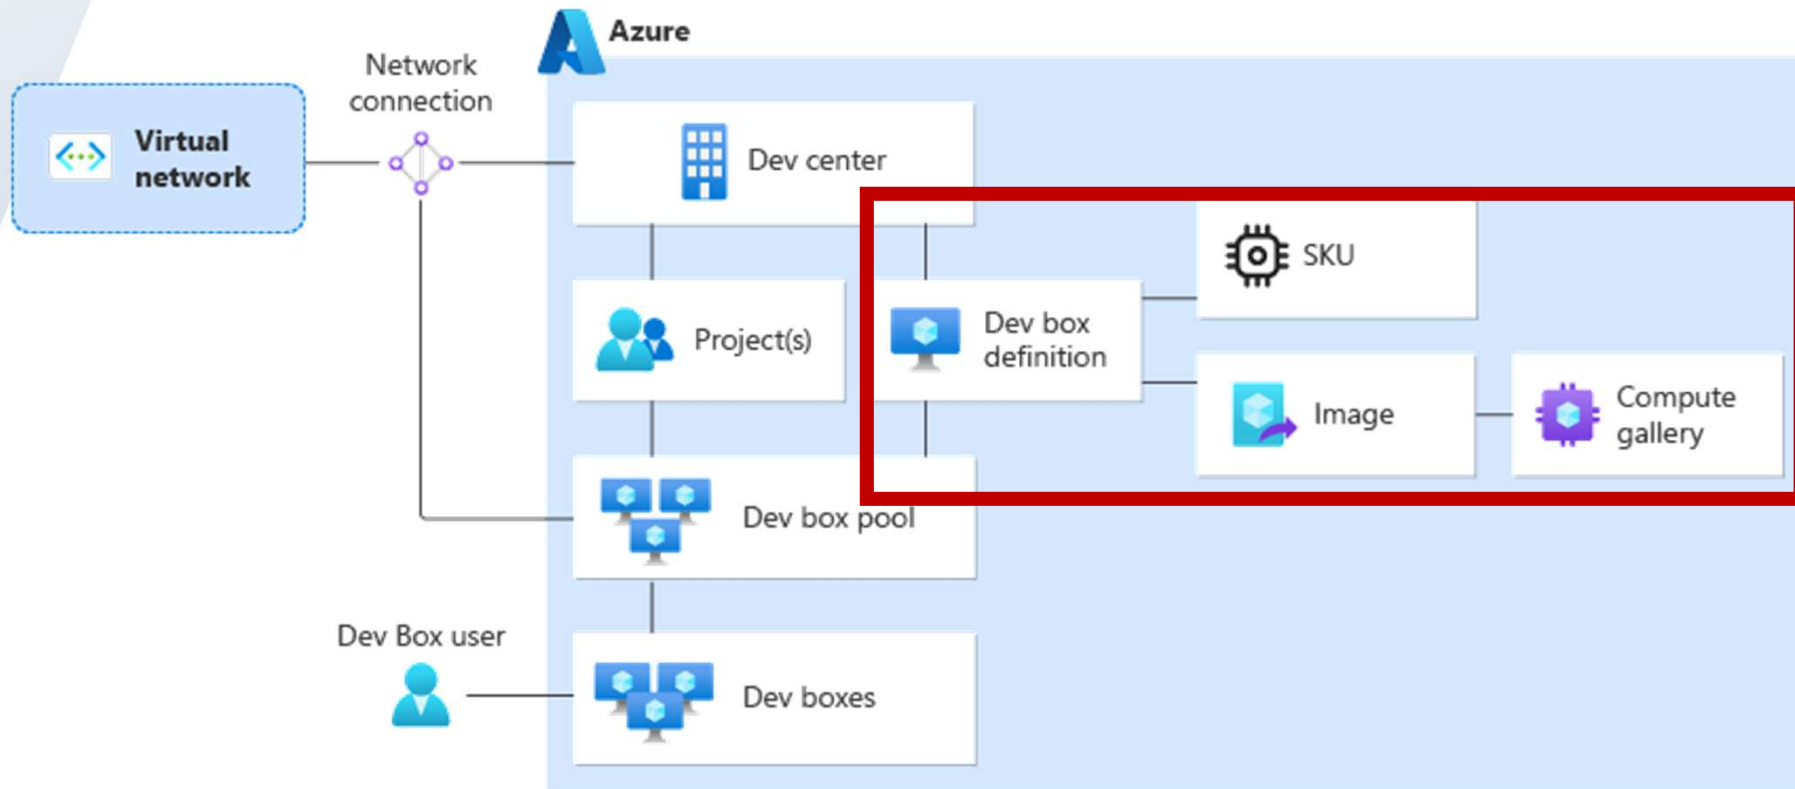 Azure
Network
connection
Virtual
network
Dev center
SKU
Project(s)
Dev box
definition
Image
Compute
gallery
Dev box pool
Dev Box user
Dev boxes